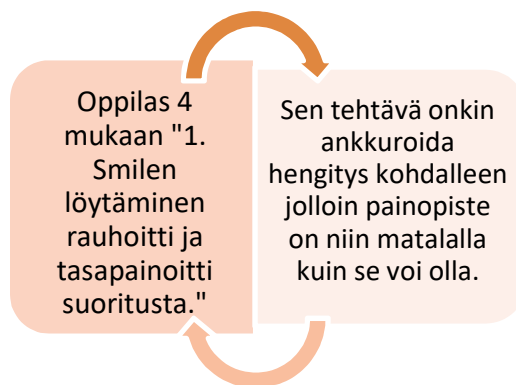 Oppilas 4
mukaan "1.
Smilen
löytäminen
rauhoitti ja
tasapainoitti
suoritusta."
Sen tehtävä onkin
ankkuroida
hengitys kohdalleen
jolloin painopiste
on niin matalalla
kuin se voi olla.